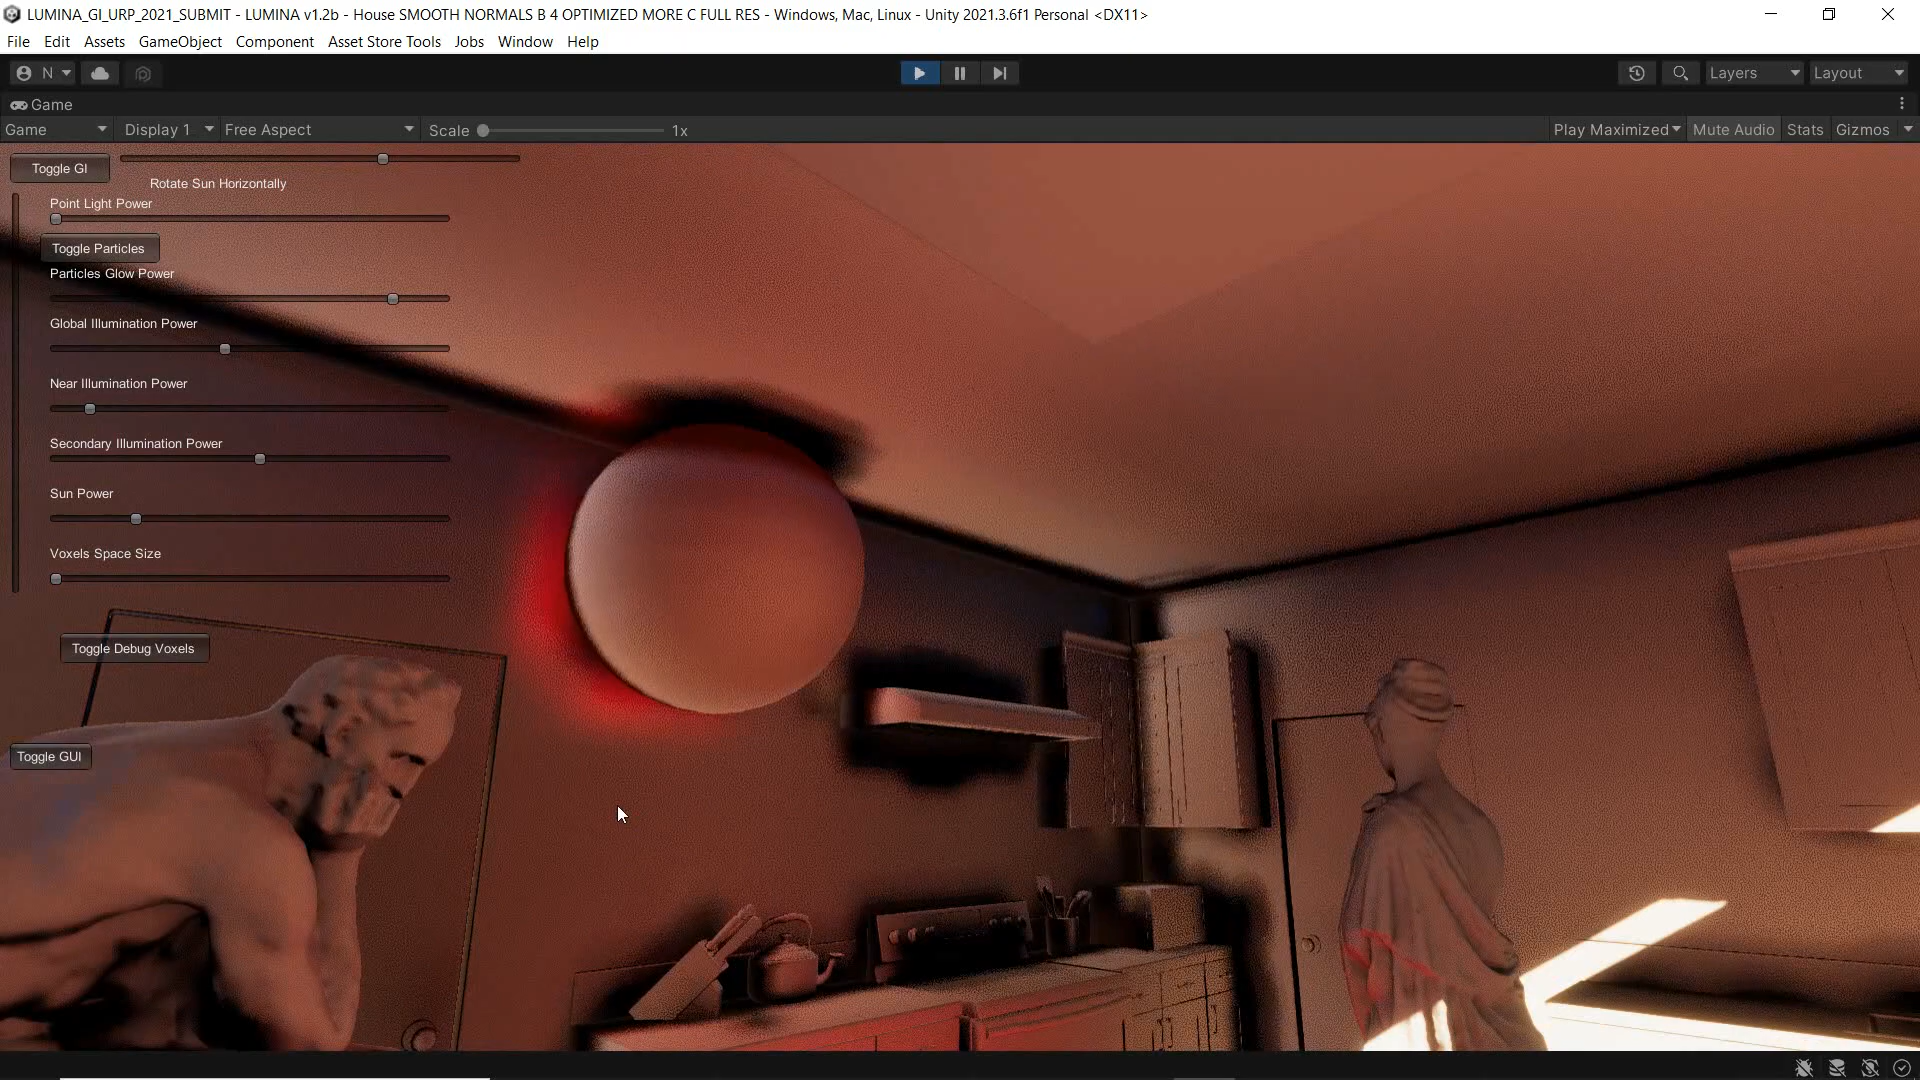 LUMINA_GI_URP_2021_SUBMIT - LUMINA v1.2b - House SMOOTH NORMALS B 4 OPTIMIZED MORE C FULL RES - Windows, Mac, Linux - Unity 2021.3.6f1 Personal <DX11>
File Edit Assets GameObject Component Asset Store Tools Jobs Window Help
N Layers Layout
Game
Game Display 1 Free Aspect Scale 1x Play Maximized Mute Audio Stats Gizmos
Toggle GI
Rotate Sun Horizontally
Point Light Power
Toggle Particles
Particles Glow Power
Global Illumination Power
Near Illumination Power
Secondary Illumination Power
Sun Power
Voxels Space Size
Toggle Debug Voxels
Toggle GUI